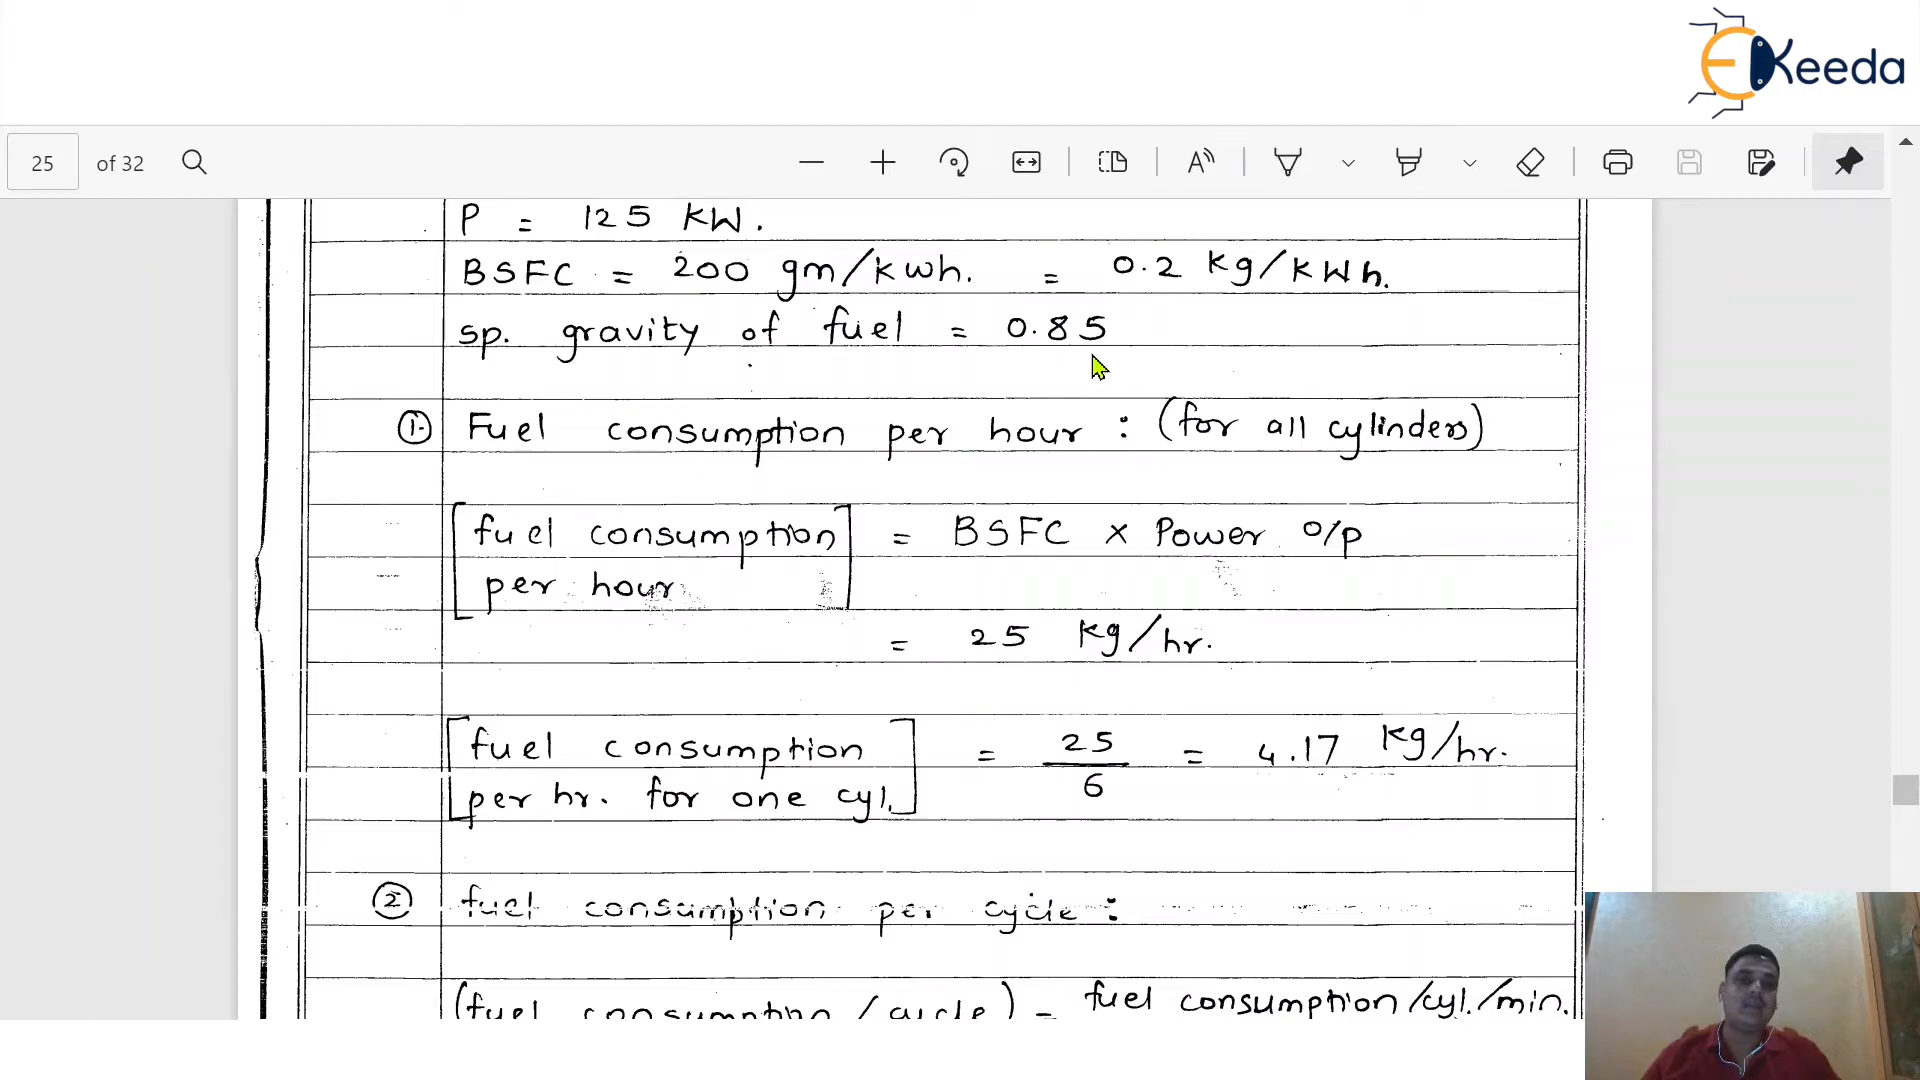 EKeeda
25 of 32
P = 125 KW.
BSFC = 200 gm/kwh. = 0.2 kg/KWh.
sp. gravity of fuel = 0.85
① Fuel consumption per hour : (for all cylinders)
[fuel consumption per hour] = BSFC × Power o/p
= 25 kg/hr.
[fuel consumption per hr. for one cyl.] = 25/6 = 4.17 kg/hr.
② fuel consumption per cycle :
(fuel consumption / cycle) = fuel consumption/cyl./min.